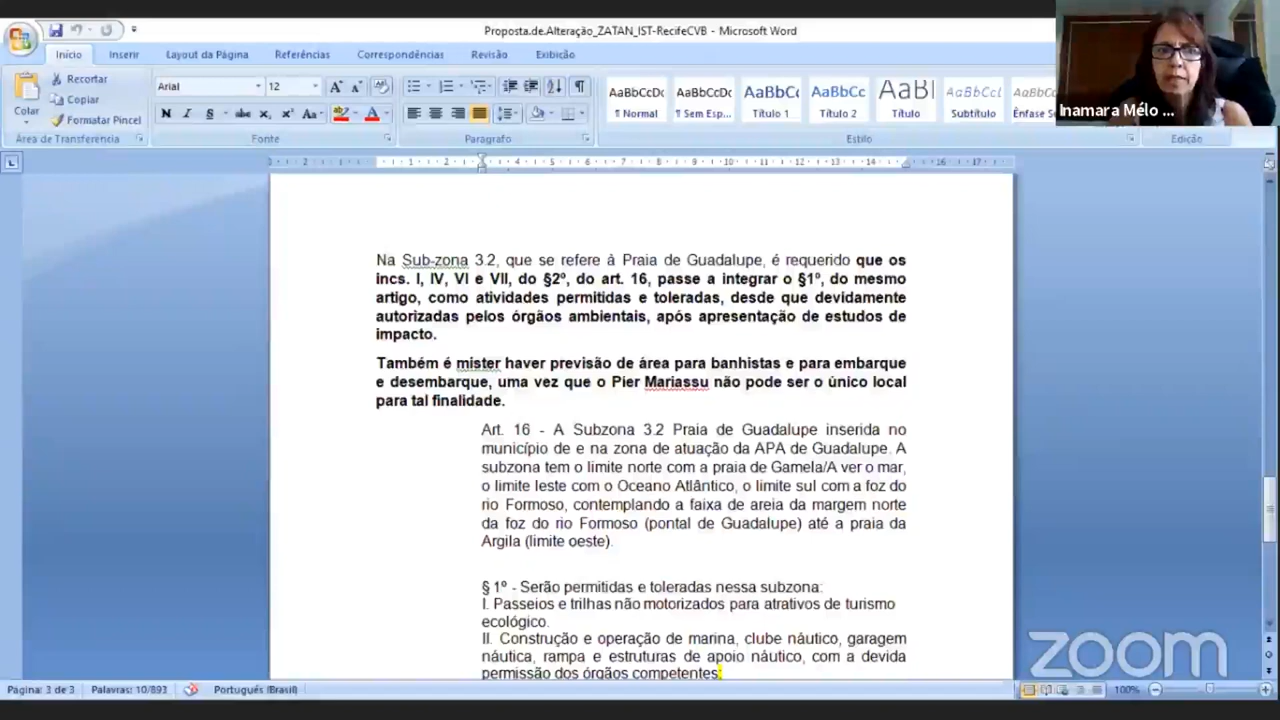 Proposta.de.Alteração_ZATAN_IST-RecifeCVB - Microsoft Word
Início Inserir Layout da Página Referências Correspondências Revisão Exibição
Recortar
Copiar
Colar
Formatar Pincel
Área de Transferência
Arial 12
N I S abc x₂ x² Aa
Fonte
Parágrafo
AaBbCcDc AaBbCcDc AaBbC AaBbCc AaBl AaBbCcL
¶ Normal ¶ Sem Esp... Título 1 Título 2 Título Subtítulo Ênfase S
Estilo
Edição
Inamara Mélo ...
Na Sub-zona 3.2, que se refere à Praia de Guadalupe, é requerido que os
incs. I, IV, VI e VII, do §2º, do art. 16, passe a integrar o §1º, do mesmo
artigo, como atividades permitidas e toleradas, desde que devidamente
autorizadas pelos órgãos ambientais, após apresentação de estudos de
impacto.
Também é mister haver previsão de área para banhistas e para embarque
e desembarque, uma vez que o Pier Mariassu não pode ser o único local
para tal finalidade.
Art. 16 - A Subzona 3.2 Praia de Guadalupe inserida no
município de e na zona de atuação da APA de Guadalupe. A
subzona tem o limite norte com a praia de Gamela/A ver o mar,
o limite leste com o Oceano Atlântico, o limite sul com a foz do
rio Formoso, contemplando a faixa de areia da margem norte
da foz do rio Formoso (pontal de Guadalupe) até a praia da
Argila (limite oeste).
§ 1º - Serão permitidas e toleradas nessa subzona:
I. Passeios e trilhas não motorizados para atrativos de turismo
ecológico.
II. Construção e operação de marina, clube náutico, garagem
náutica, rampa e estruturas de apoio náutico, com a devida
permissão dos órgãos competentes;
zoom
Página: 3 de 3 Palavras: 10/893 Português (Brasil) 100%